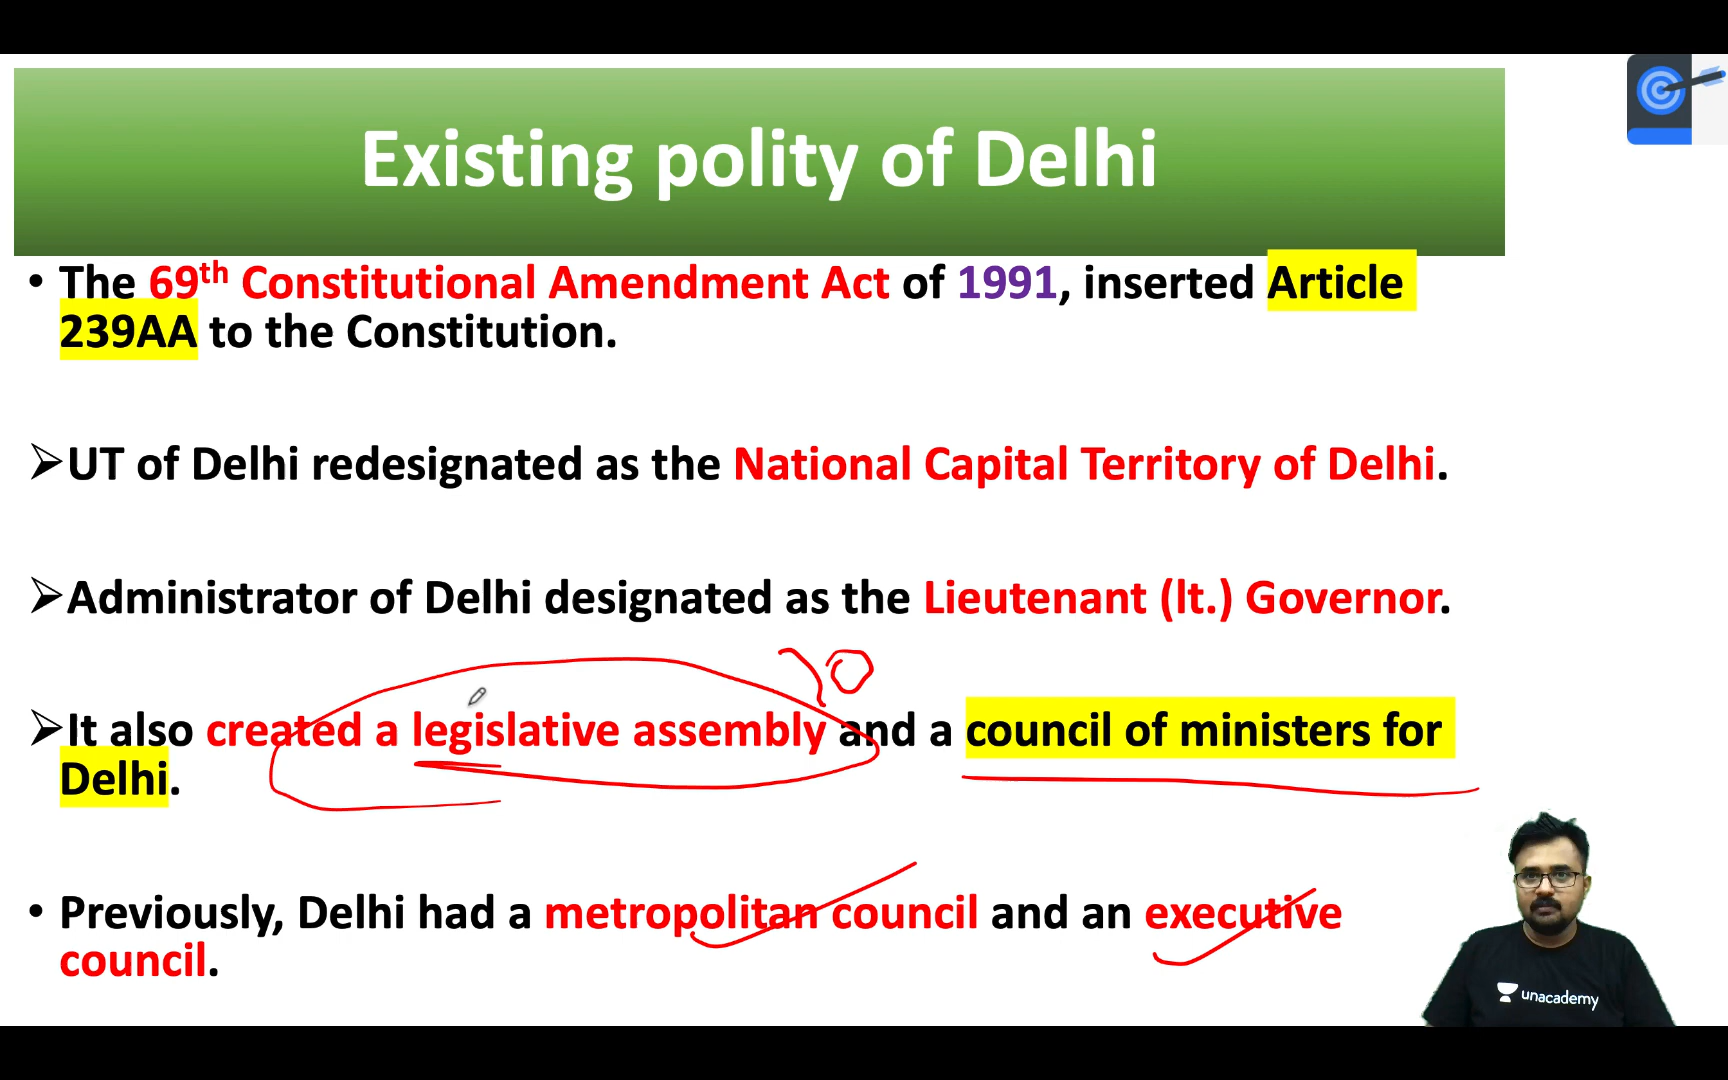 Existing polity of Delhi
• The 69th Constitutional Amendment Act of 1991, inserted Article
239AA to the Constitution.
➢UT of Delhi redesignated as the National Capital Territory of Delhi.
➢Administrator of Delhi designated as the Lieutenant (lt.) Governor.
➢It also created a legislative assembly and a council of ministers for
Delhi.
• Previously, Delhi had a metropolitan council and an executive
council.
unacademy